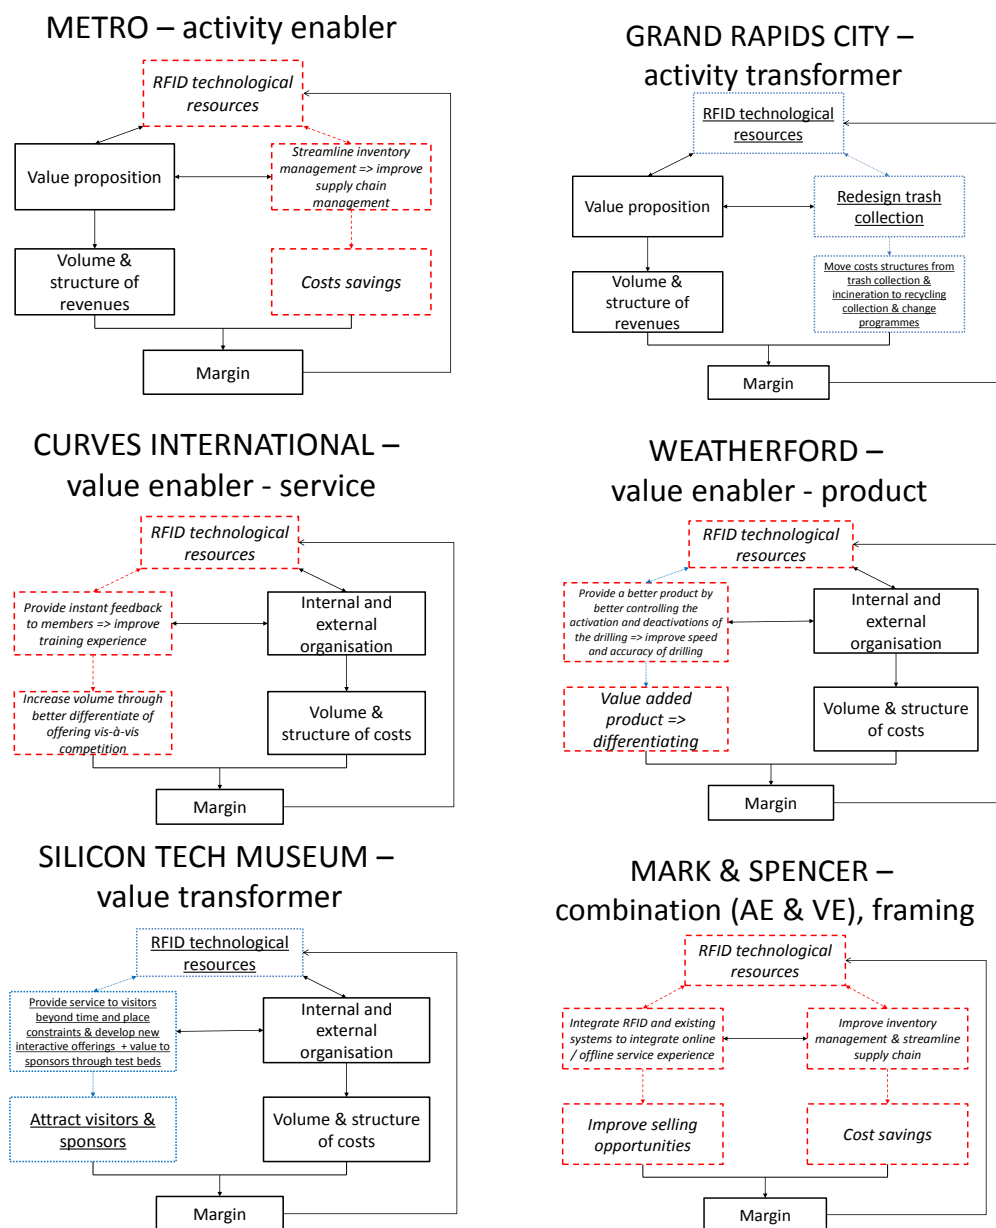 METRO – activity enabler
RFID technological
resources
Value proposition
Streamline inventory
management => improve
supply chain
management
Volume &
structure of
revenues
Costs savings
Margin
GRAND RAPIDS CITY –
activity transformer
RFID technological
resources
Value proposition
Redesign trash
collection
Volume &
structure of
revenues
Move costs structures from
trash collection &
incineration to recycling
collection & change
programmes
Margin
CURVES INTERNATIONAL –
value enabler - service
RFID technological
resources
Provide instant feedback
to members => improve
training experience
Internal and
external
organisation
Increase volume through
better differentiate of
offering vis-à-vis
competition
Volume &
structure of costs
Margin
WEATHERFORD –
value enabler - product
RFID technological
resources
Provide a better product by
better controlling the
activation and deactivations of
the drilling => improve speed
and accuracy of drilling
Internal and
external
organisation
Value added
product =>
differentiating
Volume & structure
of costs
Margin
SILICON TECH MUSEUM –
value transformer
RFID technological
resources
Provide service to visitors
beyond time and place
constraints & develop new
interactive offerings + value to
sponsors through test beds
Internal and
external
organisation
Attract visitors &
sponsors
Volume & structure
of costs
Margin
MARK & SPENCER –
combination (AE & VE), framing
RFID technological
resources
Integrate RFID and existing
systems to integrate online
/ offline service experience
Improve inventory
management & streamline
supply chain
Improve selling
opportunities
Cost savings
Margin